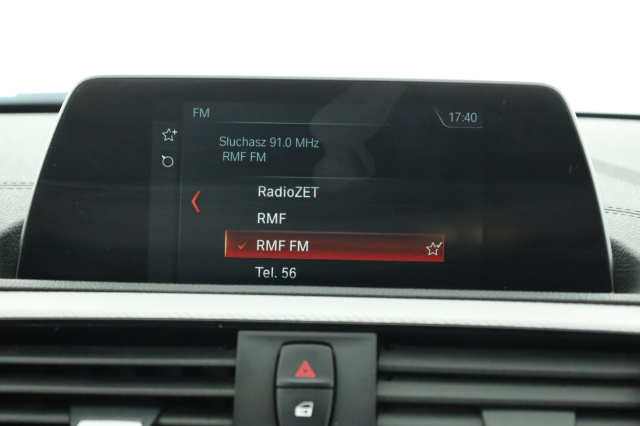 FM
17:40
Słuchasz 91.0 MHz
RMF FM
RadioZET
RMF
RMF FM
Tel. 56